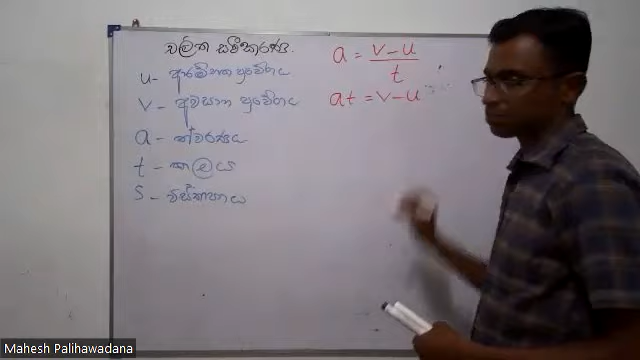 චලිත සමීකරණ
u - ආරම්භක ප්‍රවේගය
v - අවසාන ප්‍රවේගය
a - ත්වරණය
t - කාලය
s - විස්ථාපනය
a = v - u / t
at = v - u
Mahesh Palihawadana